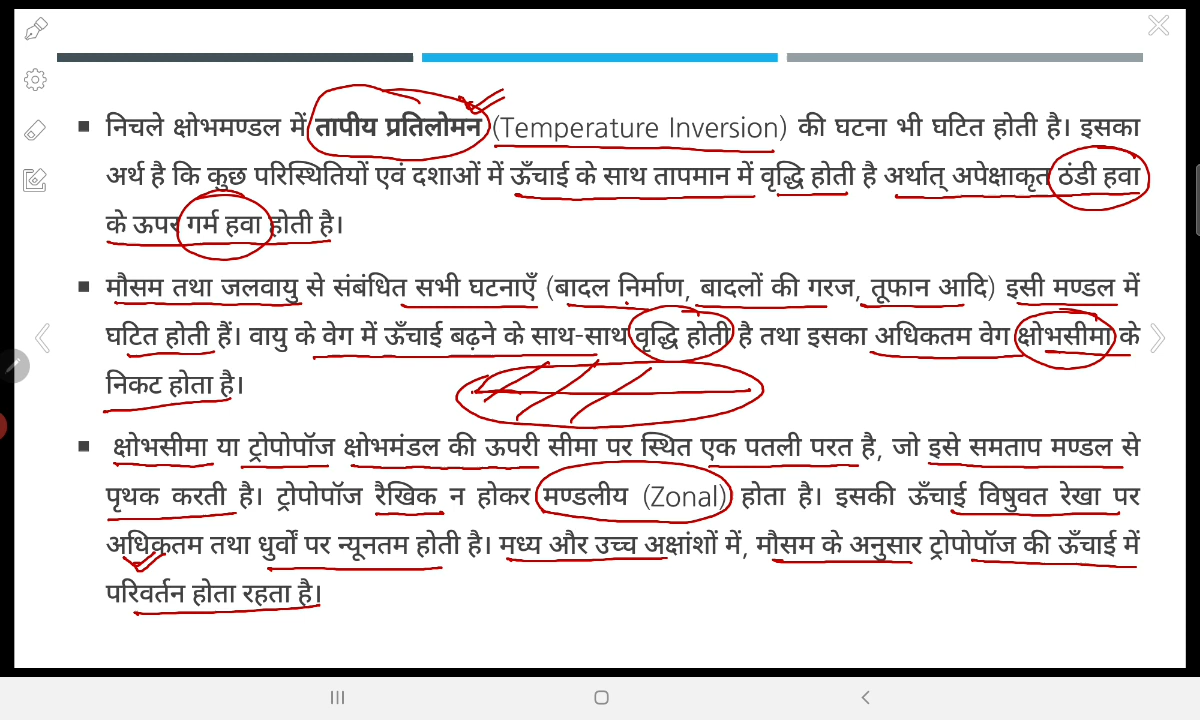 निचले क्षोभमण्डल में तापीय प्रतिलोमन (Temperature Inversion) की घटना भी घटित होती है। इसका
अर्थ है कि कुछ परिस्थितियों एवं दशाओं में ऊँचाई के साथ तापमान में वृद्धि होती है अर्थात् अपेक्षाकृत ठंडी हवा
के ऊपर गर्म हवा होती है।
मौसम तथा जलवायु से संबंधित सभी घटनाएँ (बादल निर्माण, बादलों की गरज, तूफान आदि) इसी मण्डल में
घटित होती हैं। वायु के वेग में ऊँचाई बढ़ने के साथ-साथ वृद्धि होती है तथा इसका अधिकतम वेग क्षोभसीमा के
निकट होता है।
क्षोभसीमा या ट्रोपोपॉज क्षोभमंडल की ऊपरी सीमा पर स्थित एक पतली परत है, जो इसे समताप मण्डल से
पृथक करती है। ट्रोपोपॉज रैखिक न होकर मण्डलीय (Zonal) होता है। इसकी ऊँचाई विषुवत रेखा पर
अधिकतम तथा धुर्वों पर न्यूनतम होती है। मध्य और उच्च अक्षांशों में, मौसम के अनुसार ट्रोपोपॉज की ऊँचाई में
परिवर्तन होता रहता है।